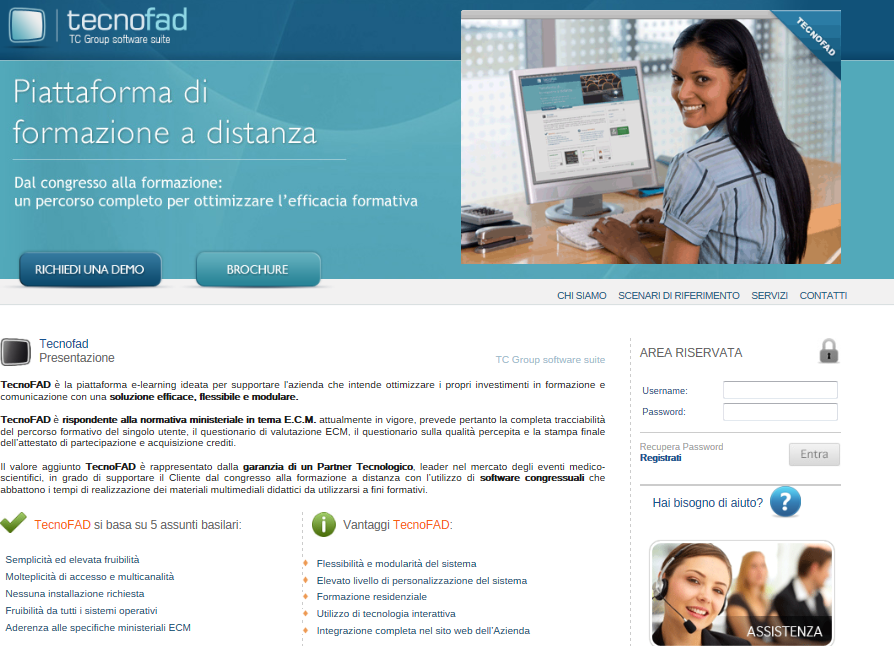 tecnofad
TC Group software suite
TECNOFAD
Piattaforma di
formazione a distanza
Dal congresso alla formazione:
un percorso completo per ottimizzare l'efficacia formativa
RICHIEDI UNA DEMO
BROCHURE
CHI SIAMO SCENARI DI RIFERIMENTO SERVIZI CONTATTI
Tecnofad
Presentazione
TC Group software suite
TecnoFAD è la piattaforma e-learning ideata per supportare l'azienda che intende ottimizzare i propri investimenti in formazione e
comunicazione con una soluzione efficace, flessibile e modulare.
TecnoFAD è rispondente alla normativa ministeriale in tema E.C.M. attualmente in vigore, prevede pertanto la completa tracciabilità
del percorso formativo del singolo utente, il questionario di valutazione ECM, il questionario sulla qualità percepita e la stampa finale
dell'attestato di partecipazione e acquisizione crediti.
Il valore aggiunto TecnoFAD è rappresentato dalla garanzia di un Partner Tecnologico, leader nel mercato degli eventi medico-
scientifici, in grado di supportare il Cliente dal congresso alla formazione a distanza con l'utilizzo di software congressuali che
abbattono i tempi di realizzazione dei materiali multimediali didattici da utilizzarsi a fini formativi.
TecnoFAD si basa su 5 assunti basilari:
Semplicità ed elevata fruibilità
Molteplicità di accesso e multicanalità
Nessuna installazione richiesta
Fruibilità da tutti i sistemi operativi
Aderenza alle specifiche ministeriali ECM
Vantaggi TecnoFAD:
Flessibilità e modularità del sistema
Elevato livello di personalizzazione del sistema
Formazione residenziale
Utilizzo di tecnologia interattiva
Integrazione completa nel sito web dell'Azienda
AREA RISERVATA
Username:
Password:
Recupera Password
Registrati
Entra
Hai bisogno di aiuto?
ASSISTENZA